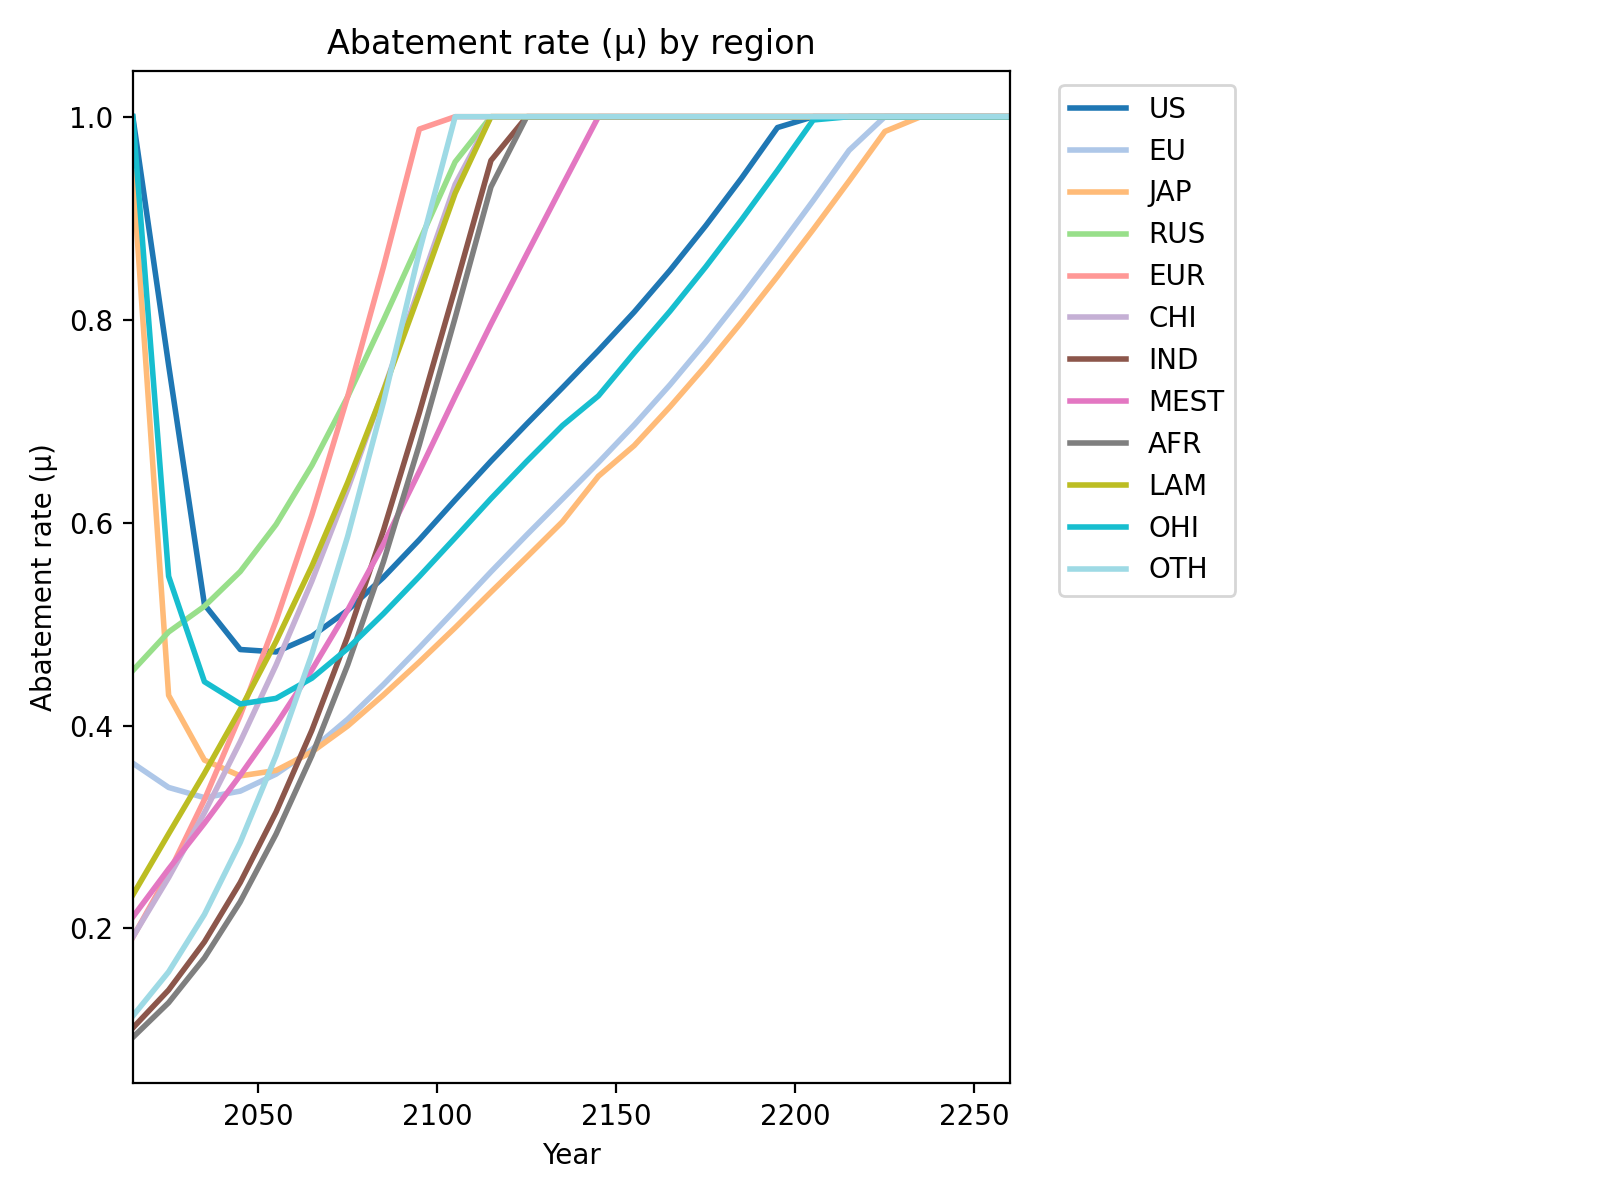 Abatement rate (μ) by region
Abatement rate (μ)
1.0
0.8
0.6
0.4
0.2
2050
2100
2150
2200
2250
Year
US
EU
JAP
RUS
EUR
CHI
IND
MEST
AFR
LAM
OHI
OTH